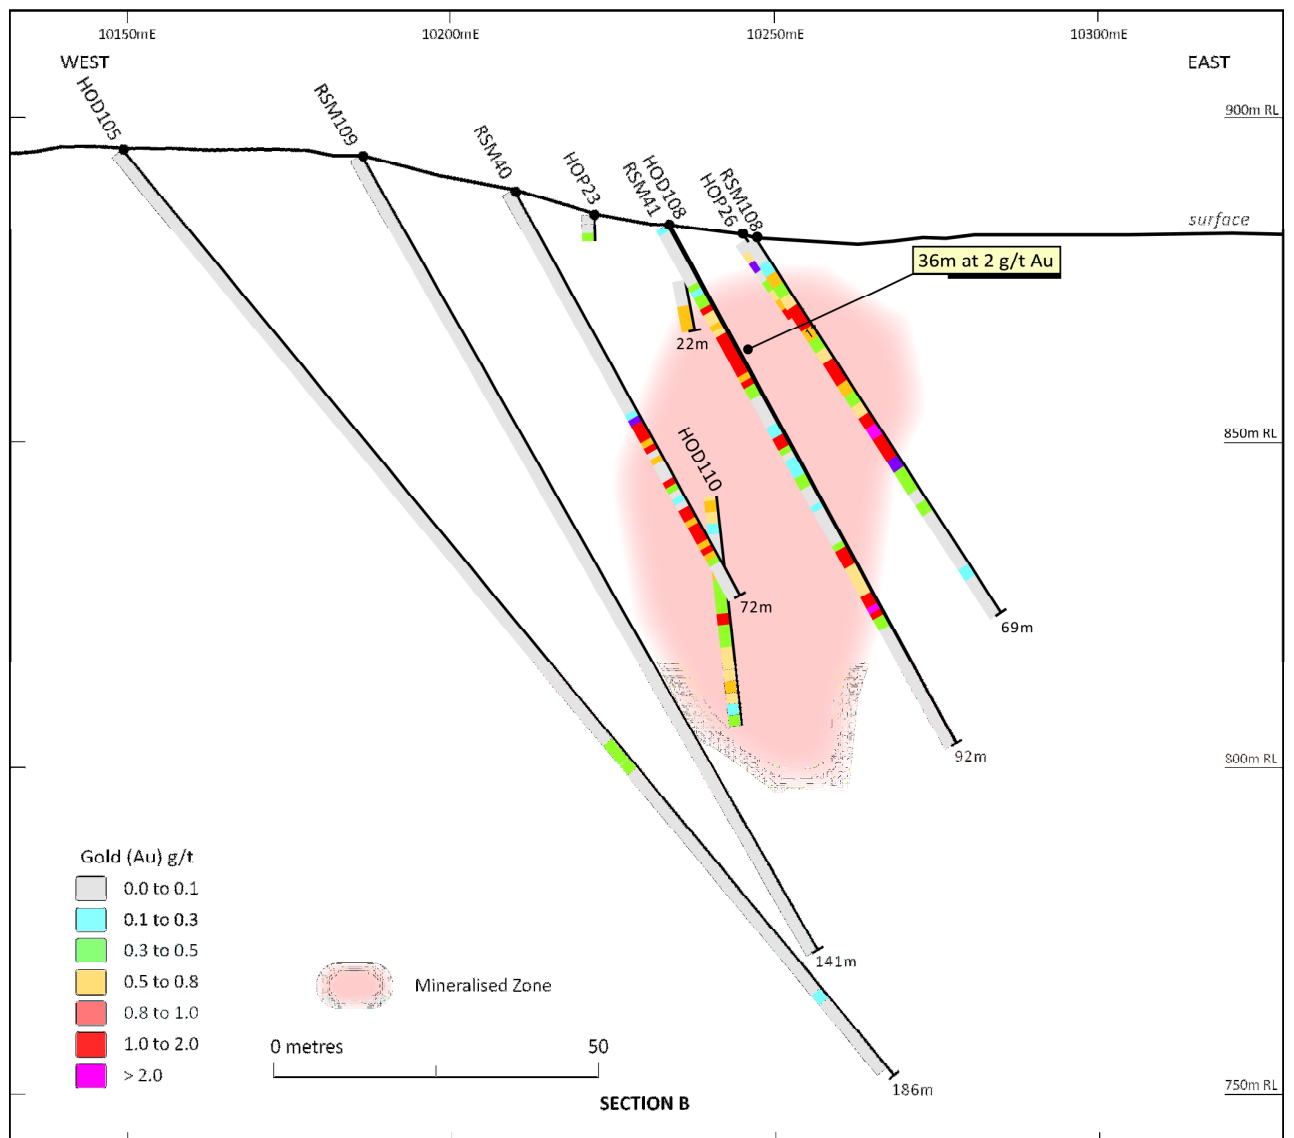 10150mE 10200mE 10250mE 10300mE
WEST EAST
HOD105
RSM109
RSM40
HOP23
HOD108
RSM41
RSM108
HOP26
900m RL
surface
36m at 2 g/t Au
22m
850m RL
HOD110
72m
69m
92m
800m RL
141m
186m
750m RL
Gold (Au) g/t
0.0 to 0.1
0.1 to 0.3
0.3 to 0.5
0.5 to 0.8
0.8 to 1.0
1.0 to 2.0
> 2.0
Mineralised Zone
0 metres 50
SECTION B